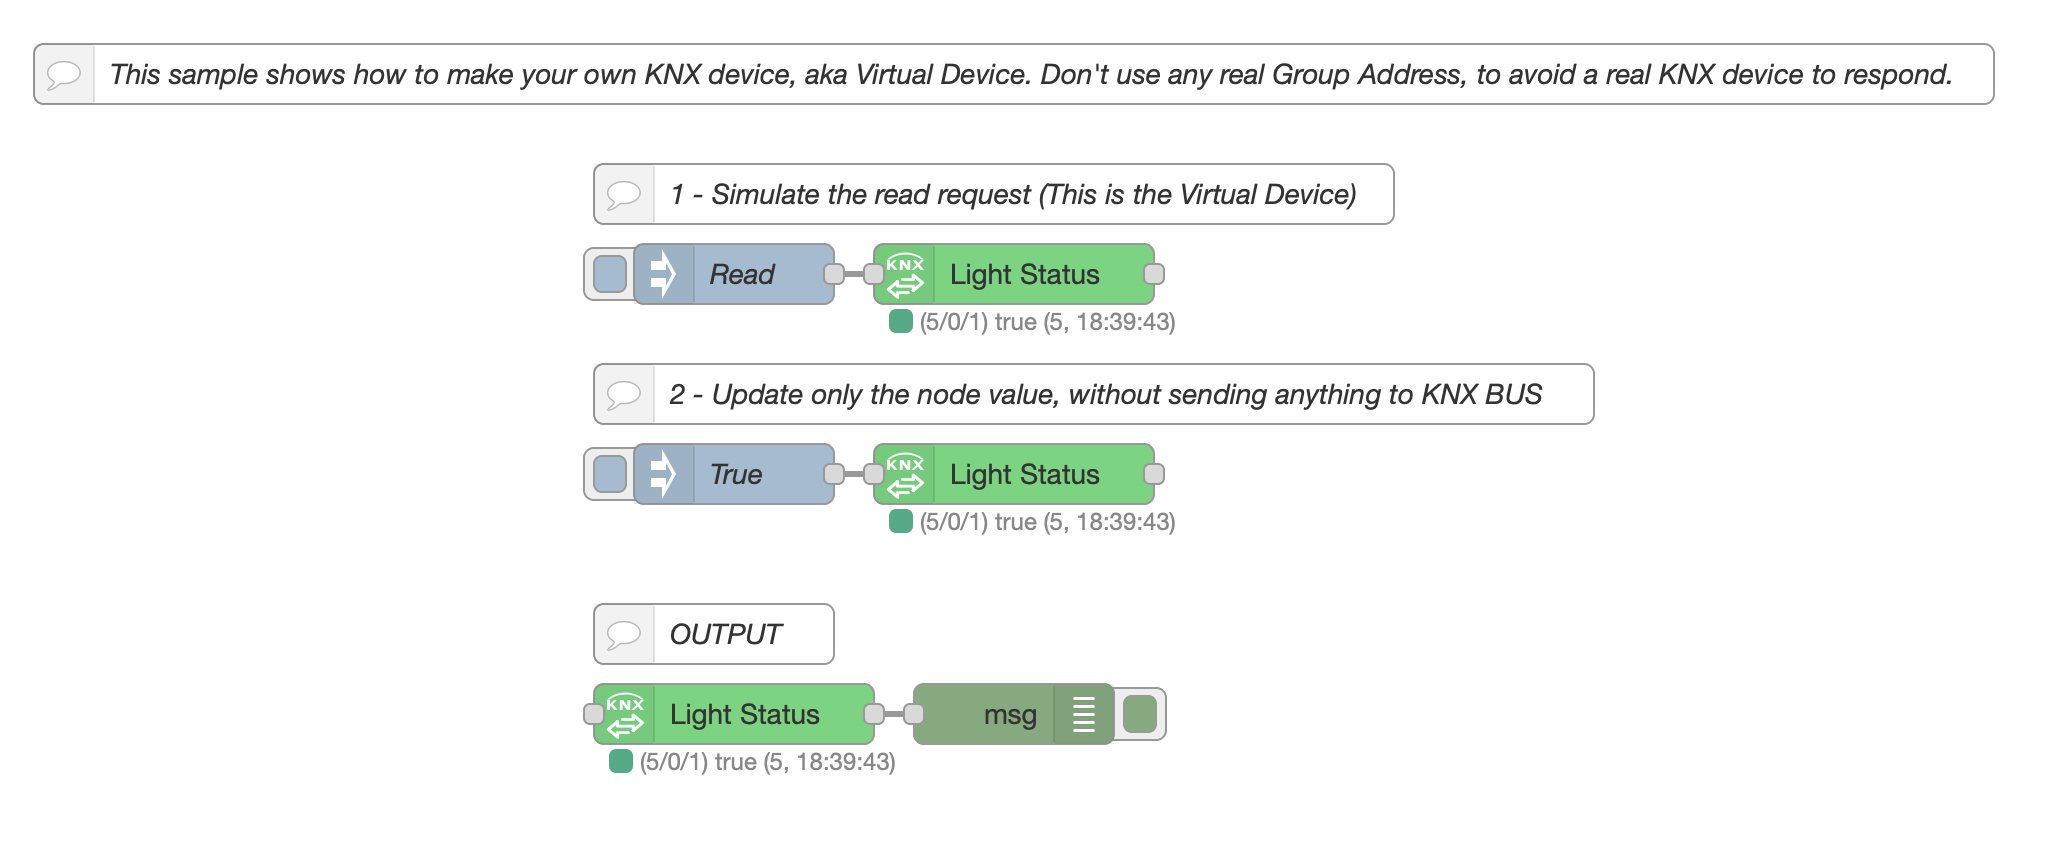 This sample shows how to make your own KNX device, aka Virtual Device. Don't use any real Group Address, to avoid a real KNX device to respond.
1 - Simulate the read request (This is the Virtual Device)
Read
KNX
Light Status
(5/0/1) true (5, 18:39:43)
2 - Update only the node value, without sending anything to KNX BUS
True
KNX
Light Status
(5/0/1) true (5, 18:39:43)
OUTPUT
KNX
Light Status
msg
(5/0/1) true (5, 18:39:43)